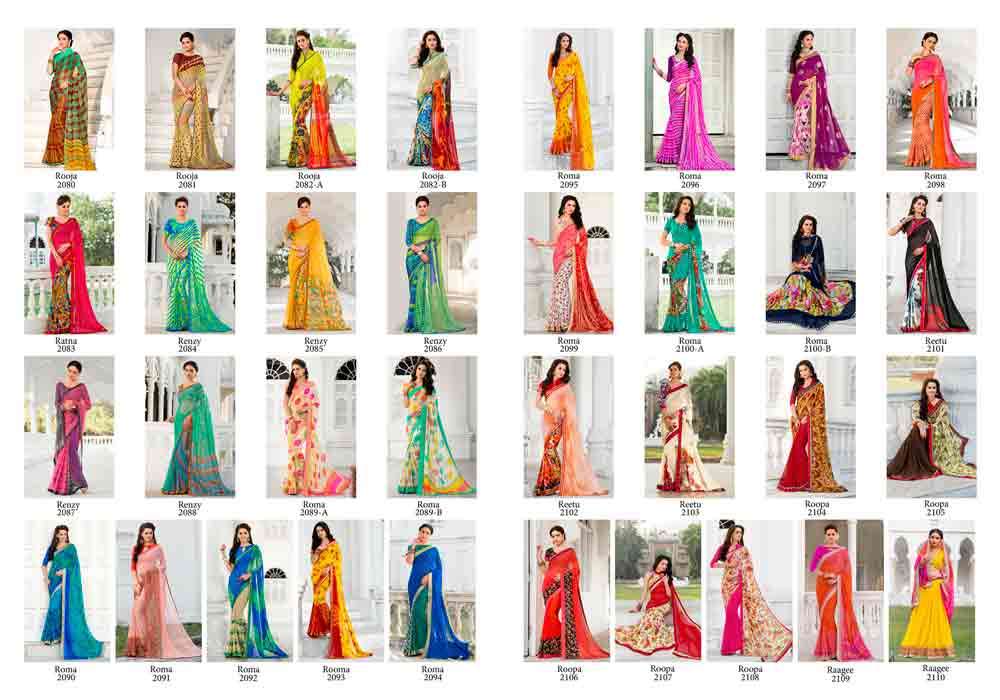 Rooja
2080
Rooja
2081
Rooja
2082-A
Rooja
2082-B
Roma
2095
Roma
2096
Roma
2097
Roma
2098
Ratna
2083
Renzy
2084
Renzy
2085
Renzy
2086
Roma
2099
Roma
2100-A
Roma
2100-B
Reetu
2101
Renzy
2087
Renzy
2088
Roma
2089-A
Roma
2089-B
Reetu
2102
Reetu
2103
Roopa
2104
Roopa
2105
Roma
2090
Roma
2091
Roma
2092
Rooma
2093
Roma
2094
Roopa
2106
Roopa
2107
Roopa
2108
Raagee
2109
Raagee
2110